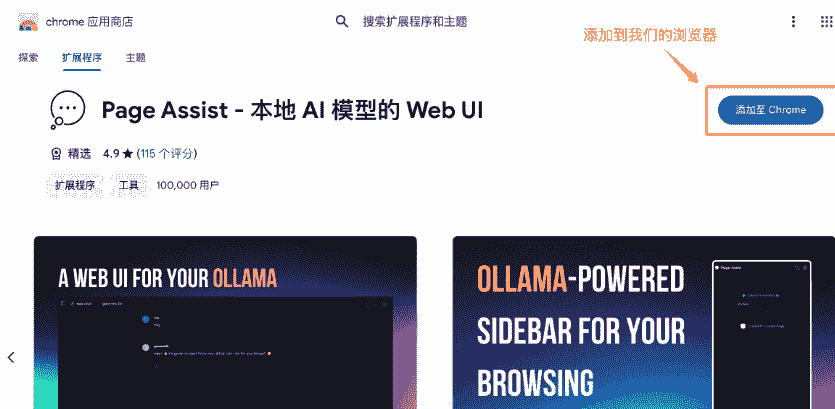 chrome 应用商店
搜索扩展程序和主题
添加到我们的浏览器
探索 扩展程序 主题
Page Assist - 本地 AI 模型的 Web UI
添加至 Chrome
精选 4.9 ★ (115 个评分)
扩展程序 工具 100,000 用户
A WEB UI FOR YOUR OLLAMA
OLLAMA-POWERED
SIDEBAR FOR YOUR
BROWSING
Page Assist